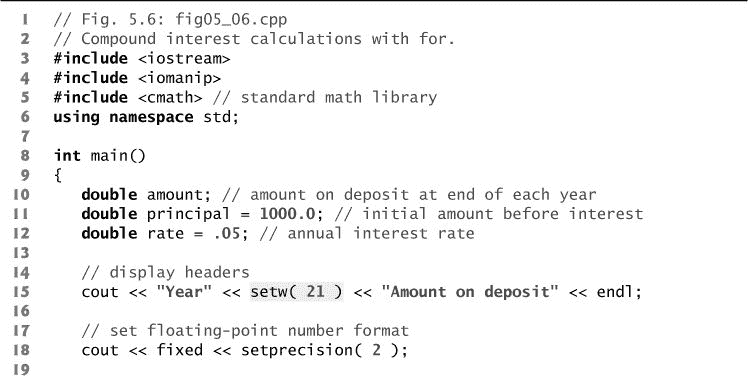 1 // Fig. 5.6: fig05_06.cpp
2 // Compound interest calculations with for.
3 #include <iostream>
4 #include <iomanip>
5 #include <cmath> // standard math library
6 using namespace std;
7
8 int main()
9 {
10 double amount; // amount on deposit at end of each year
11 double principal = 1000.0; // initial amount before interest
12 double rate = .05; // annual interest rate
13
14 // display headers
15 cout << "Year" << setw( 21 ) << "Amount on deposit" << endl;
16
17 // set floating-point number format
18 cout << fixed << setprecision( 2 );
19